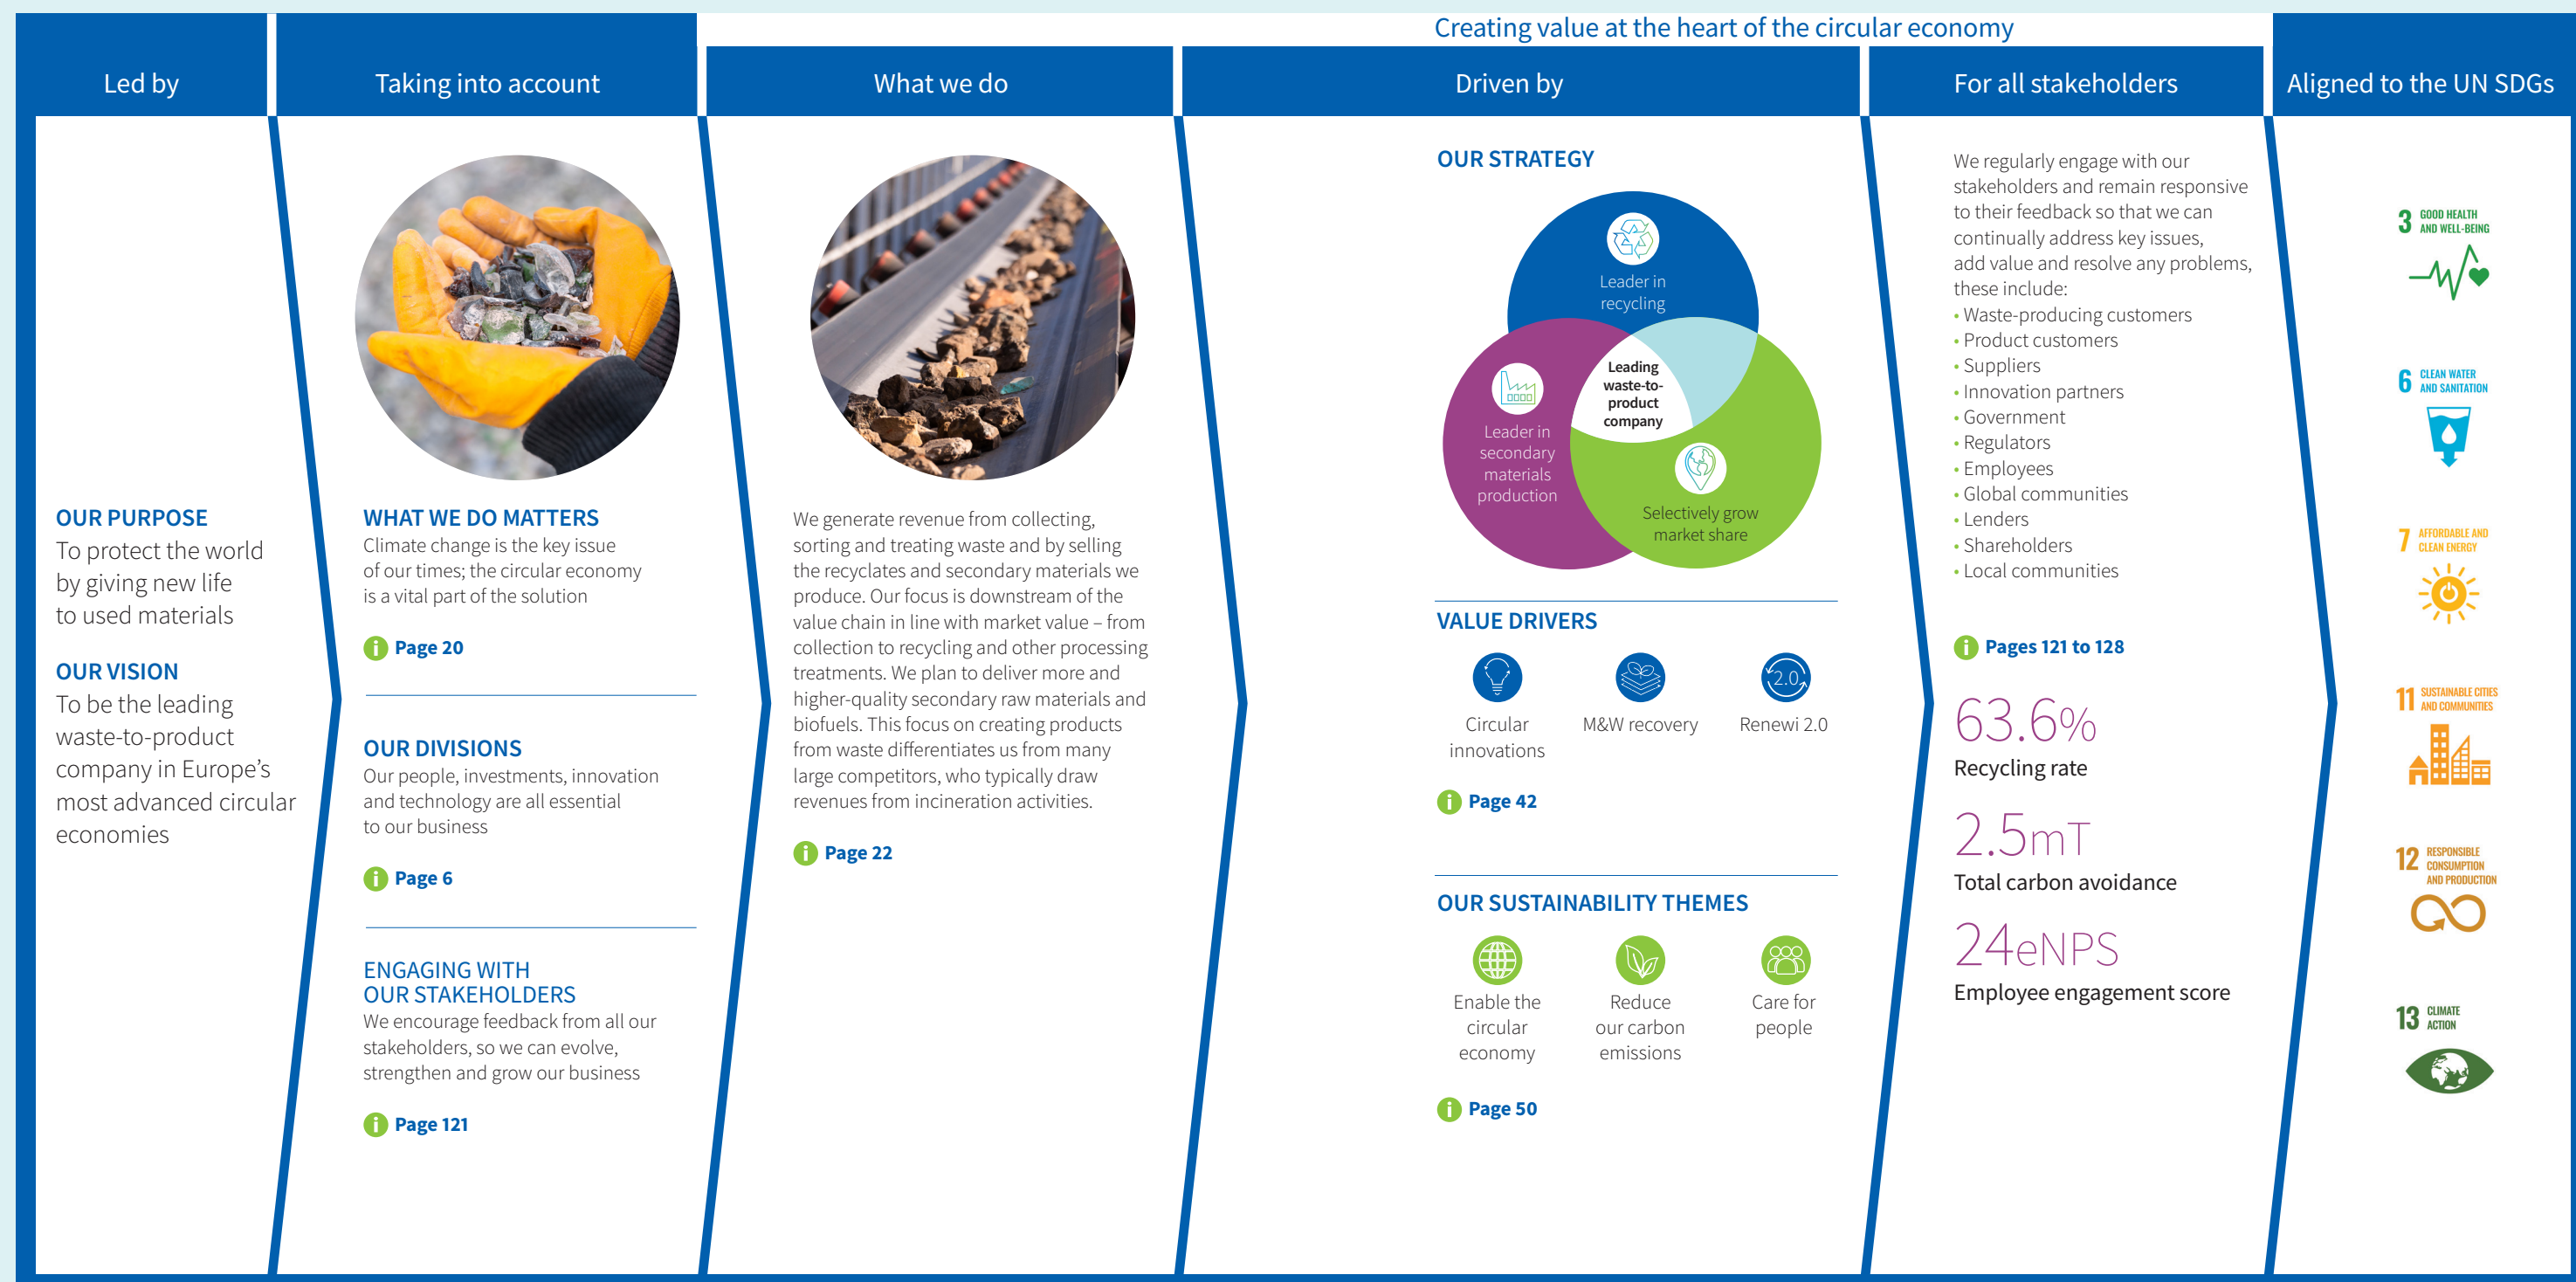 Creating value at the heart of the circular economy
Led by
Taking into account
What we do
Driven by
For all stakeholders
Aligned to the UN SDGs
OUR PURPOSE
To protect the world
by giving new life
to used materials
OUR VISION
To be the leading
waste-to-product
company in Europe’s
most advanced circular
economies
WHAT WE DO MATTERS
Climate change is the key issue
of our times; the circular economy
is a vital part of the solution
i Page 20
OUR DIVISIONS
Our people, investments, innovation
and technology are all essential
to our business
i Page 6
ENGAGING WITH
OUR STAKEHOLDERS
We encourage feedback from all our
stakeholders, so we can evolve,
strengthen and grow our business
i Page 121
We generate revenue from collecting,
sorting and treating waste and by selling
the recyclates and secondary materials we
produce. Our focus is downstream of the
value chain in line with market value – from
collection to recycling and other processing
treatments. We plan to deliver more and
higher-quality secondary raw materials and
biofuels. This focus on creating products
from waste differentiates us from many
large competitors, who typically draw
revenues from incineration activities.
i Page 22
OUR STRATEGY
Leader in
recycling
Leading
waste-to-
product
company
Leader in
secondary
materials
production
Selectively grow
market share
VALUE DRIVERS
2.0
Circular
innovations
M&W recovery
Renewi 2.0
i Page 42
OUR SUSTAINABILITY THEMES
Enable the
circular
economy
Reduce
our carbon
emissions
Care for
people
i Page 50
We regularly engage with our
stakeholders and remain responsive
to their feedback so that we can
continually address key issues,
add value and resolve any problems,
these include:
• Waste-producing customers
• Product customers
• Suppliers
• Innovation partners
• Government
• Regulators
• Employees
• Global communities
• Lenders
• Shareholders
• Local communities
i Pages 121 to 128
63.6%
Recycling rate
2.5mT
Total carbon avoidance
24eNPS
Employee engagement score
3 GOOD HEALTH
AND WELL-BEING
6 CLEAN WATER
AND SANITATION
7 AFFORDABLE AND
CLEAN ENERGY
11 SUSTAINABLE CITIES
AND COMMUNITIES
12 RESPONSIBLE
CONSUMPTION
AND PRODUCTION
13 CLIMATE
ACTION